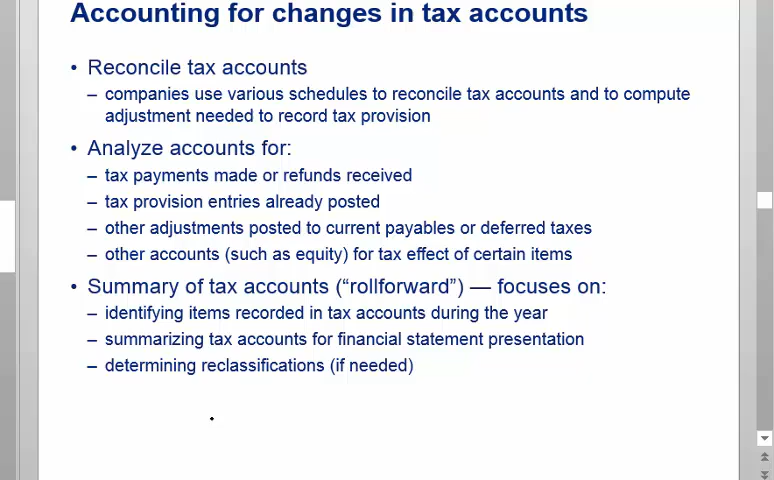 Accounting for changes in tax accounts
• Reconcile tax accounts
– companies use various schedules to reconcile tax accounts and to compute
adjustment needed to record tax provision
• Analyze accounts for:
– tax payments made or refunds received
– tax provision entries already posted
– other adjustments posted to current payables or deferred taxes
– other accounts (such as equity) for tax effect of certain items
• Summary of tax accounts (“rollforward”) — focuses on:
– identifying items recorded in tax accounts during the year
– summarizing tax accounts for financial statement presentation
– determining reclassifications (if needed)